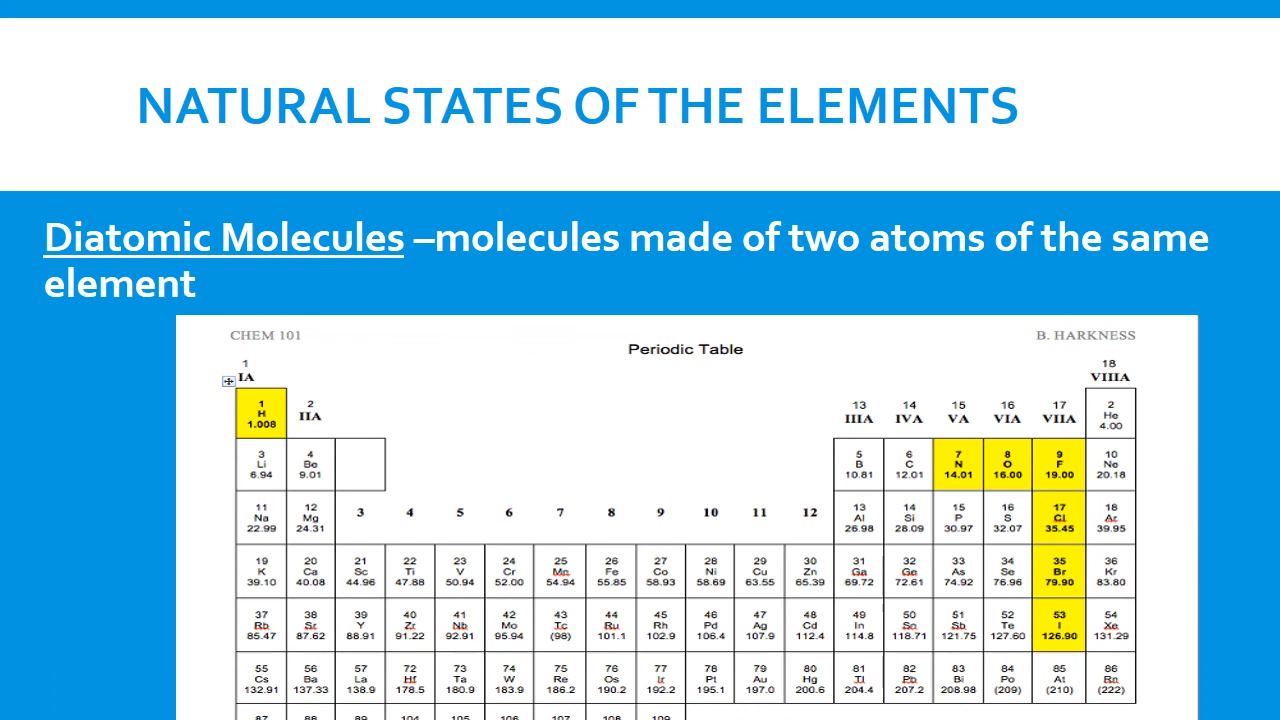 NATURAL STATES OF THE ELEMENTS
Diatomic Molecules –molecules made of two atoms of the same
element
CHEM 101 B. HARKNESS
Periodic Table
1 18
IA VIIIA
1 2 13 14 15 16 17 2
H IIA IIIA IVA VA VIA VIIA He
1.008 4.00
3 4 5 6 7 8 9 10
Li Be B C N O F Ne
6.94 9.01 10.81 12.01 14.01 16.00 19.00 20.18
11 12 13 14 15 16 17 18
Na Mg 3 4 5 6 7 8 9 10 11 12 Al Si P S Cl Ar
22.99 24.31 26.98 28.09 30.97 32.07 35.45 39.95
19 20 21 22 23 24 25 26 27 28 29 30 31 32 33 34 35 36
K Ca Sc Ti V Cr Mn Fe Co Ni Cu Zn Ga Ge As Se Br Kr
39.10 40.08 44.96 47.88 50.94 52.00 54.94 55.85 58.93 58.69 63.55 65.39 69.72 72.61 74.92 76.96 79.90 83.80
37 38 39 40 41 42 43 44 45 46 47 48 49 50 51 52 53 54
Rb Sr Y Zr Nb Mo Tc Ru Rh Pd Ag Cd In Sn Sb Te I Xe
85.47 87.62 88.91 91.22 92.91 95.94 (98) 101.1 102.9 106.4 107.9 112.4 114.8 118.71 121.75 127.60 126.90 131.29
55 56 57 72 73 74 75 76 77 78 79 80 81 82 83 84 85 86
Cs Ba La Hf Ta W Re Os Ir Pt Au Hg Tl Pb Bi Po At Rn
132.91 137.33 138.9 178.5 180.9 183.9 186.2 190.2 192.2 195.1 197.0 200.6 204.4 207.2 208.98 (209) (210) (222)
87 88 89 104 105 106 107 108 109